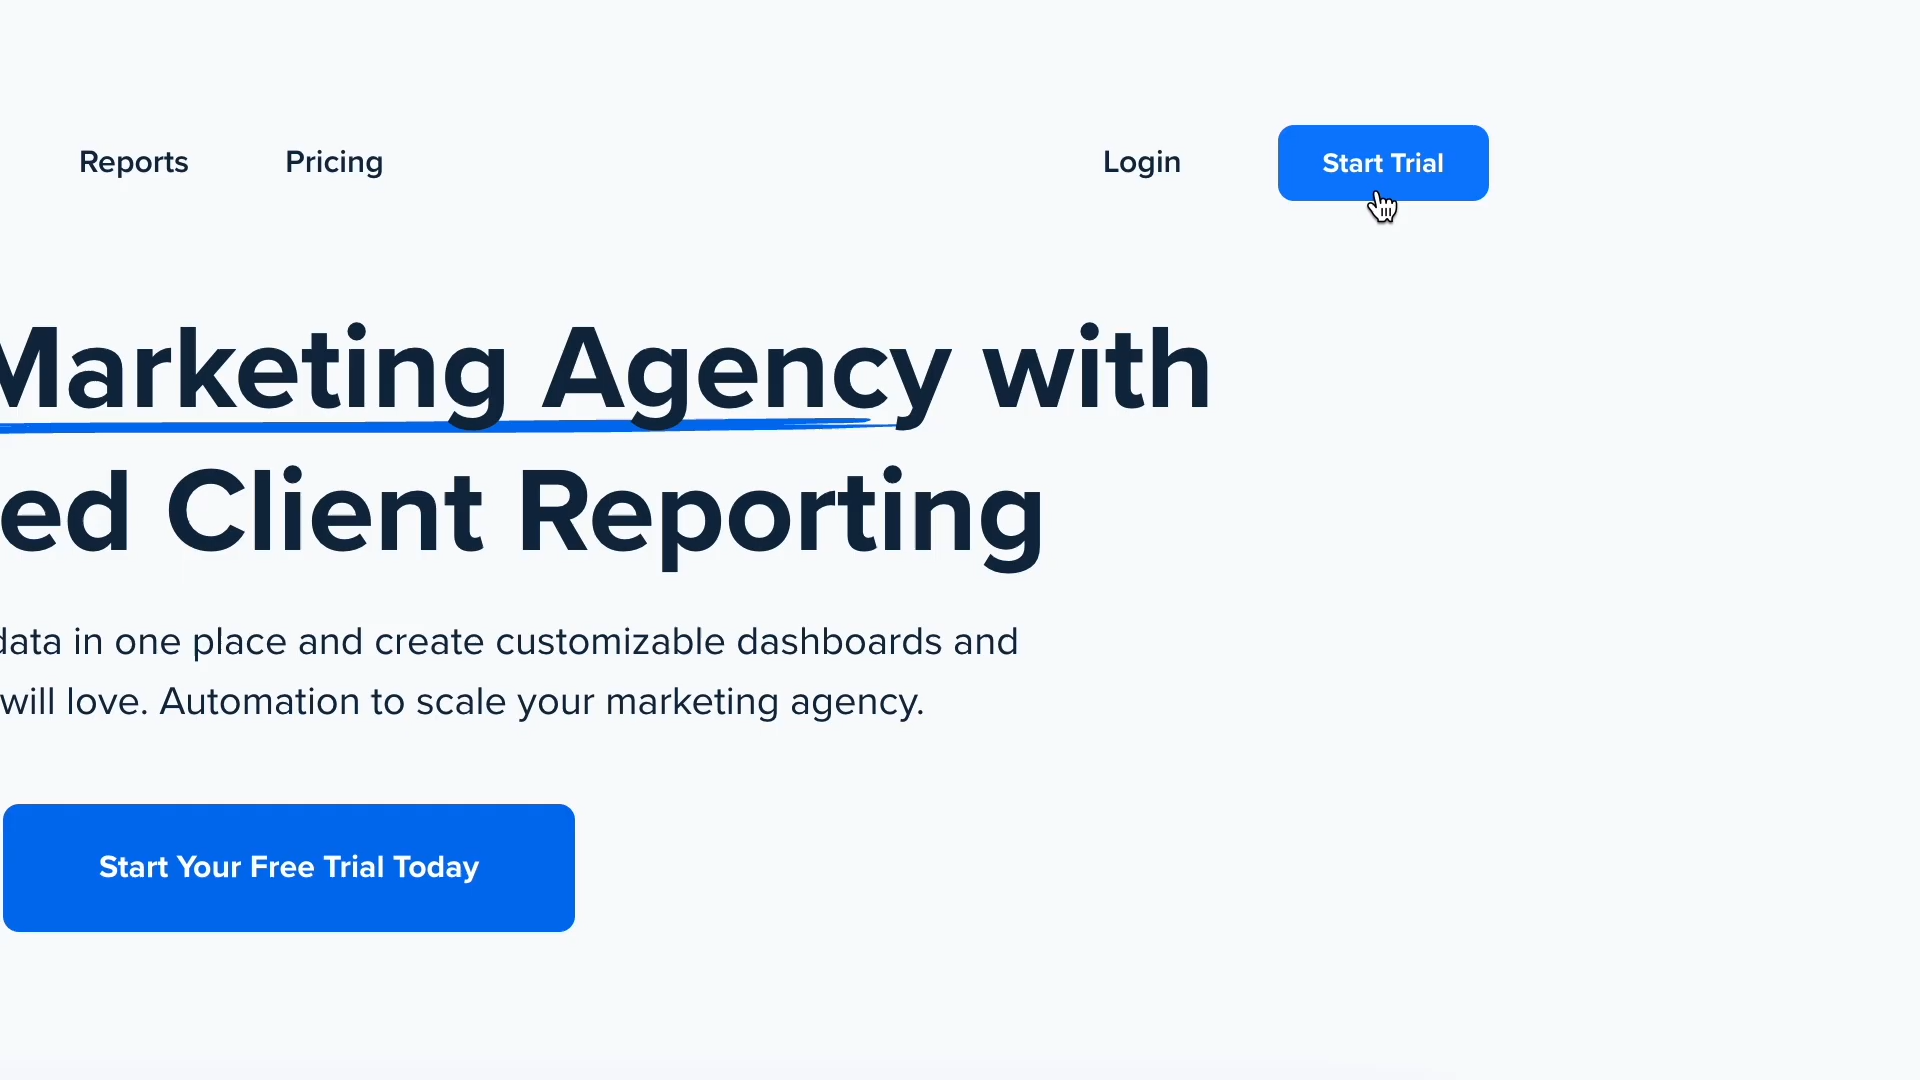 Reports
Pricing
Login
Start Trial
Marketing Agency with
ed Client Reporting
data in one place and create customizable dashboards and
will love. Automation to scale your marketing agency.
Start Your Free Trial Today